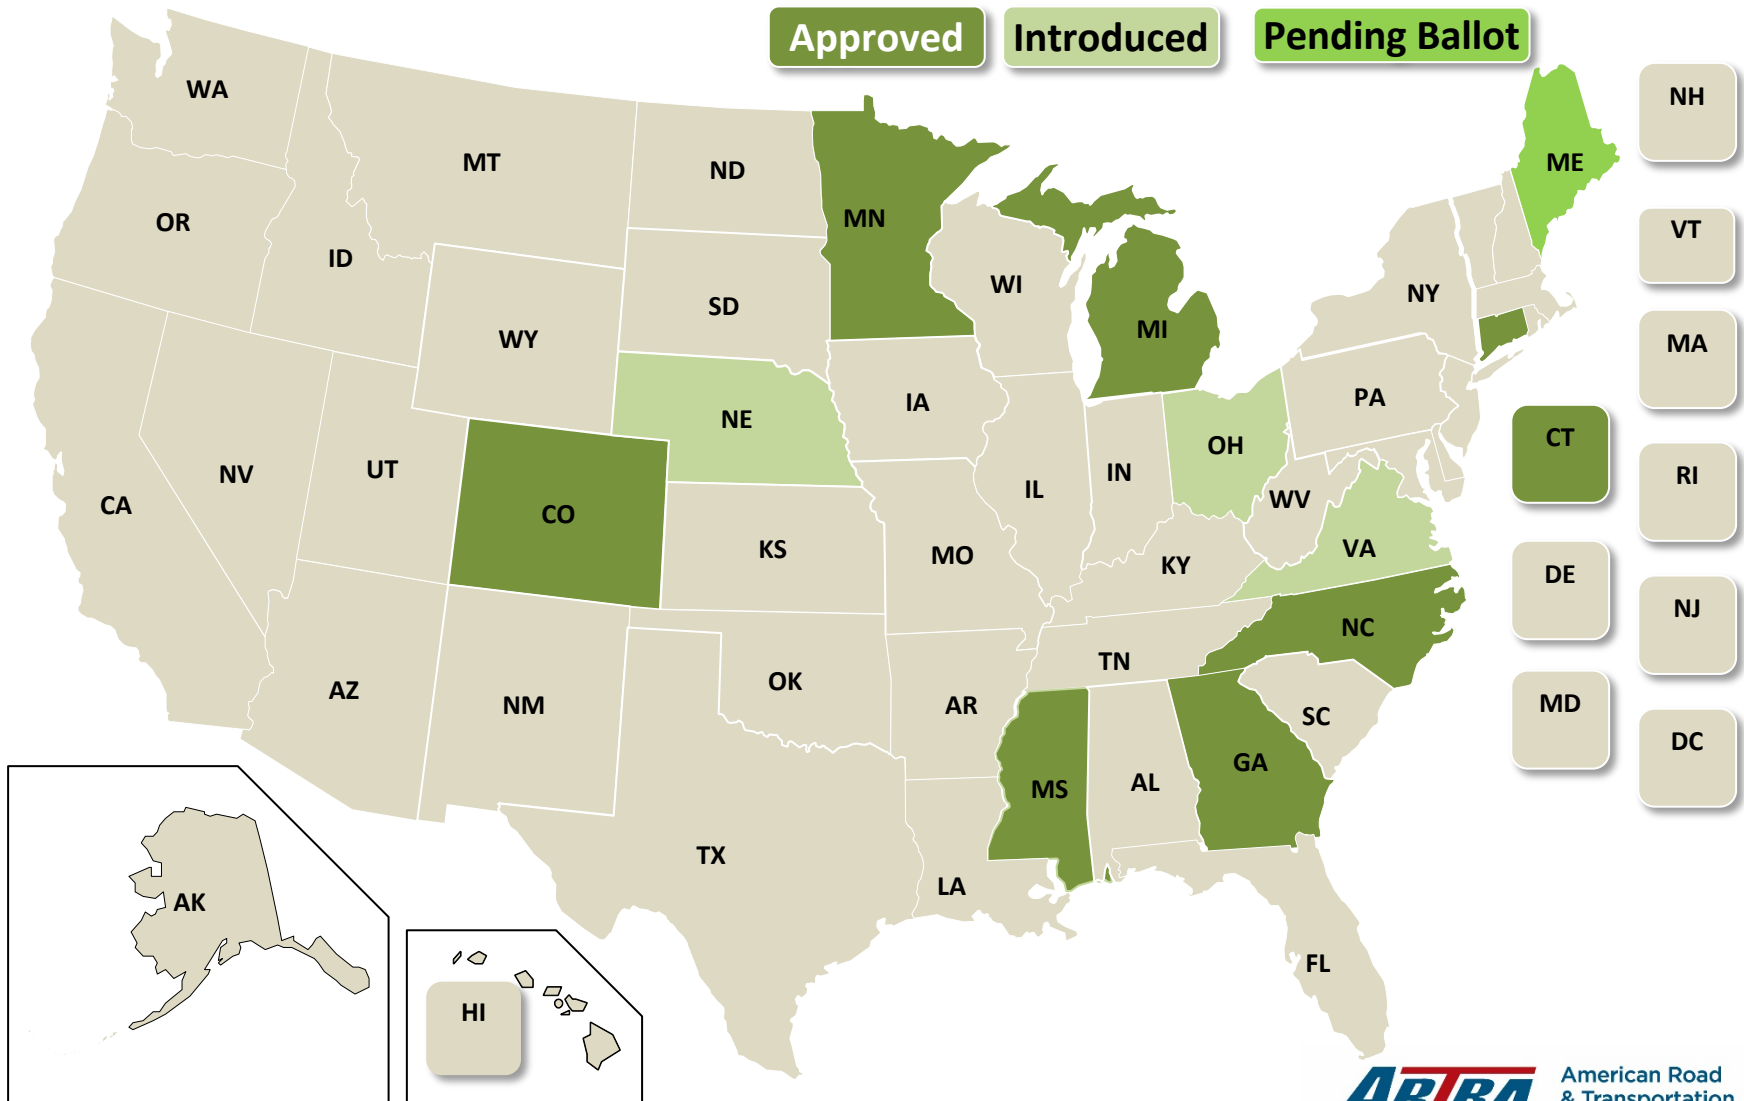 Approved Introduced Pending Ballot
WA
MT
ND
MN
ME
NH
OR
ID
SD
WI
MI
NY
VT
WY
MA
NE
IA
PA
CT
NV
UT
CO
CA
KS
MO
IL
IN
OH
WV
VA
KY
RI
DE
NC
NJ
AZ
NM
OK
AR
TN
SC
MD
DC
TX
LA
MS
AL
GA
FL
AK
HI
ARTBA
American Road
& Transportation